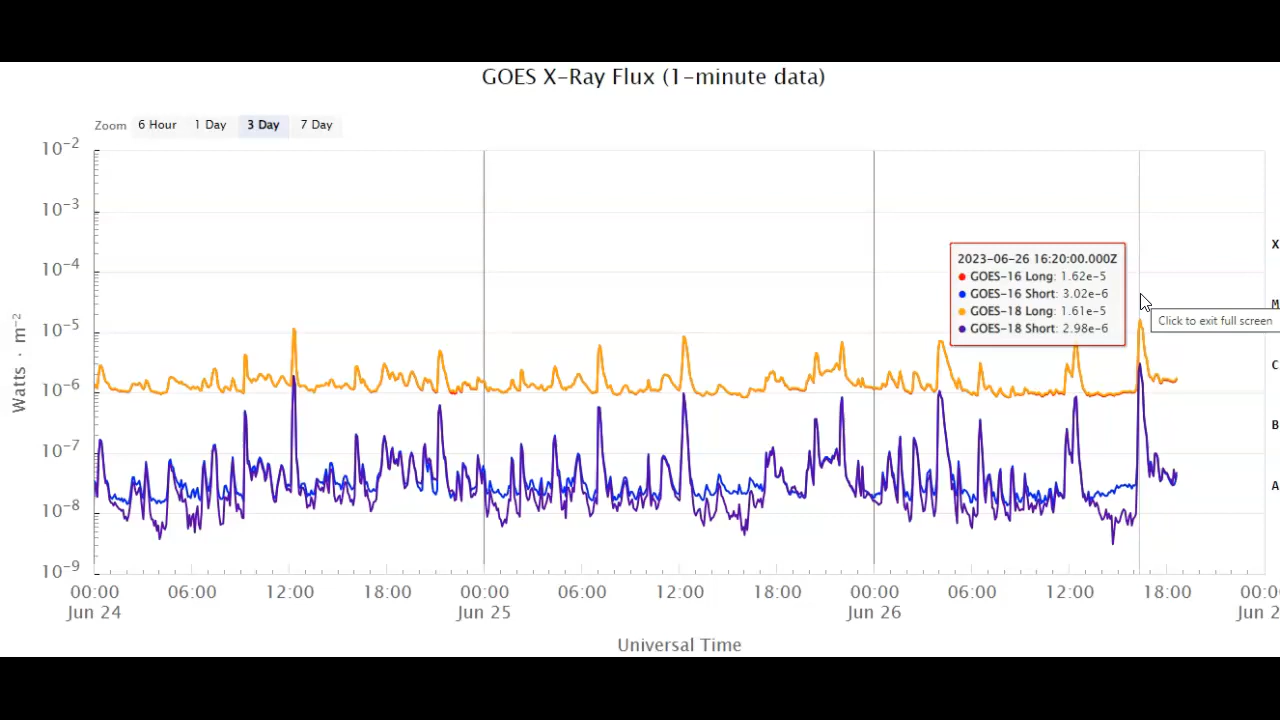 GOES X-Ray Flux (1-minute data)
Zoom 6 Hour 1 Day 3 Day 7 Day
10⁻²
10⁻³
10⁻⁴
10⁻⁵
10⁻⁶
10⁻⁷
10⁻⁸
10⁻⁹
Watts · m⁻²
X
M
C
B
A
2023-06-26 16:20:00.000Z
GOES-16 Long: 1.62e-5
GOES-16 Short: 3.02e-6
GOES-18 Long: 1.61e-5
GOES-18 Short: 2.98e-6
Click to exit full screen
00:00 06:00 12:00 18:00 00:00 06:00 12:00 18:00 00:00 06:00 12:00 18:00 00:0
Jun 24 Jun 25 Jun 26 Jun 2
Universal Time